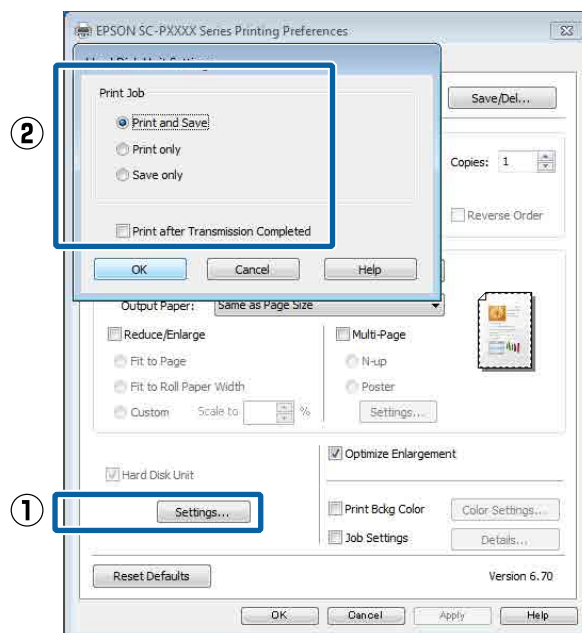 EPSON SC-PXXXX Series Printing Preferences
Print Job
②
Print and Save
Print only
Save only
Print after Transmission Completed
OK Cancel Help
Save/Del...
Copies: 1
Reverse Order
Output Paper: Same as Page Size
Reduce/Enlarge
Fit to Page
Fit to Roll Paper Width
Custom Scale to %
Multi-Page
N-up
Poster
Settings...
Optimize Enlargement
Hard Disk Unit
①
Settings...
Print Bckg Color Color Settings...
Job Settings Details...
Reset Defaults Version 6.70
OK Cancel Apply Help